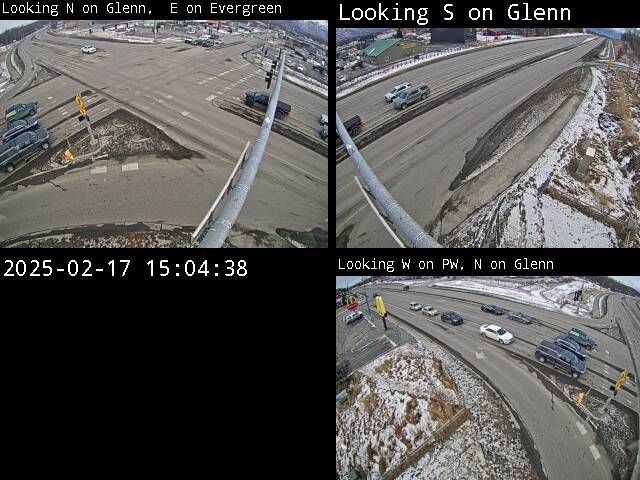 Looking N on Glenn, E on Evergreen
Looking S on Glenn
2025-02-17 15:04:38
Looking W on PW, N on Glenn